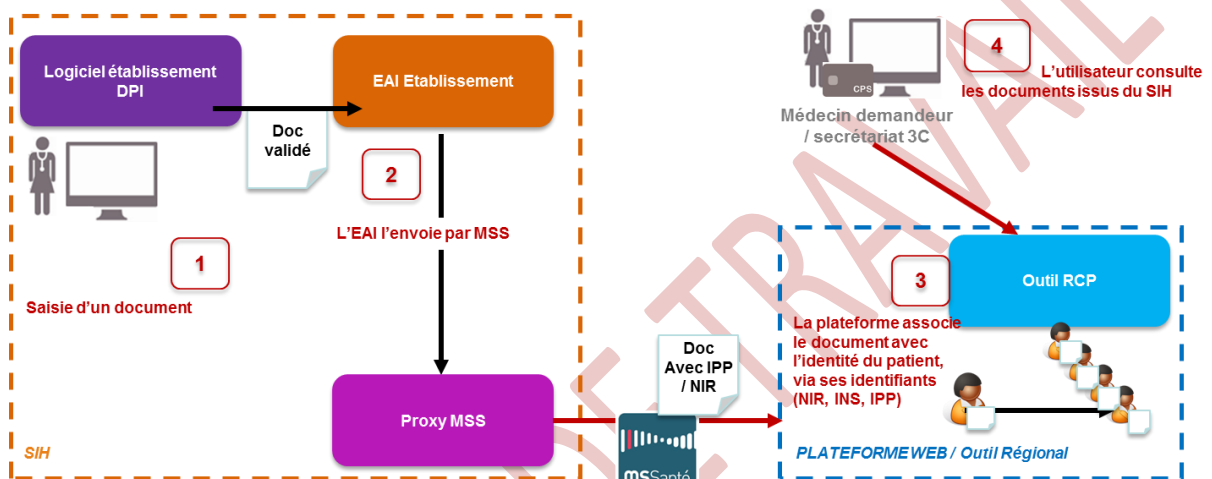 Logiciel établissement
DPI
EAI Etablissement
Doc
validé
2
L'EAI l'envoie par MSS
1
Saisie d'un document
Proxy MSS
SIH
Doc
Avec IPP
/ NIR
MSSanté
CPS
Médecin demandeur
/ secrétariat 3C
4
L'utilisateur consulte
les documents issus du SIH
3
Outil RCP
La plateforme associe
le document avec
l'identité du patient,
via ses identifiants
(NIR, INS, IPP)
PLATEFORME WEB / Outil Régional
DE TRAVAIL